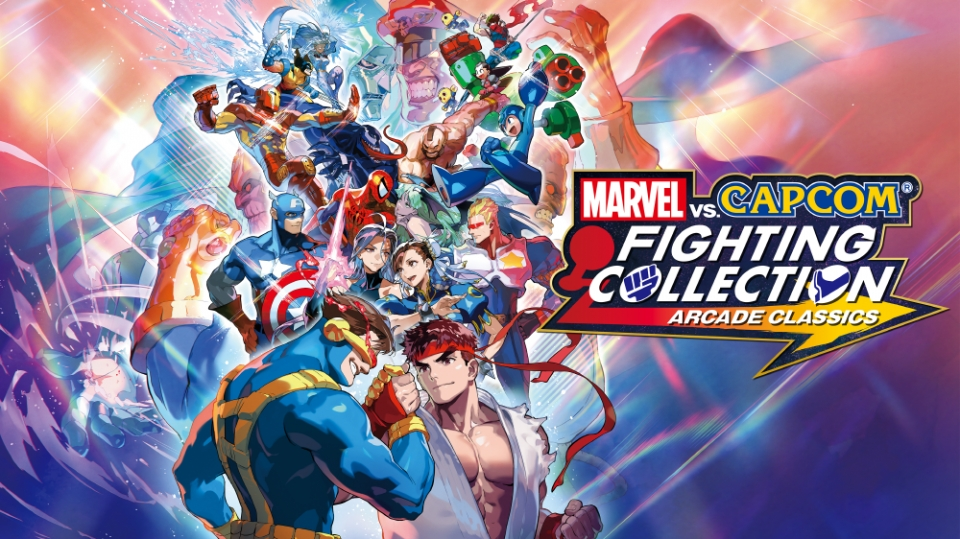 MARVEL vs. CAPCOM®
FIGHTING
COLLECTION
ARCADE CLASSICS